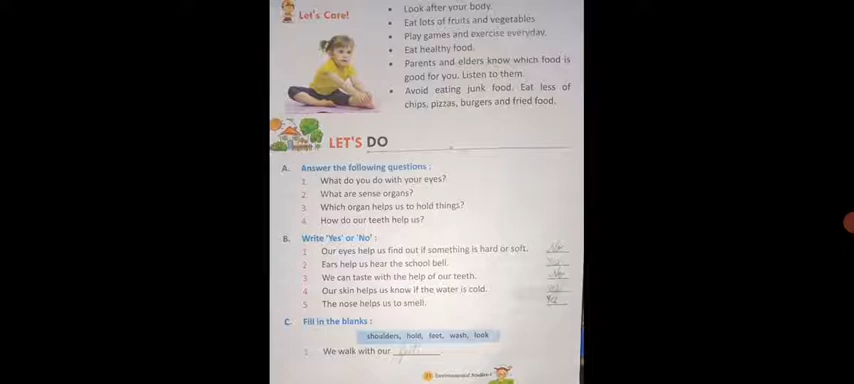 Let's Care!
• Look after your body.
• Eat lots of fruits and vegetables
• Play games and exercise everyday.
• Eat healthy food.
• Parents and elders know which food is
good for you. Listen to them.
• Avoid eating junk food. Eat less of
chips, pizzas, burgers and fried food.
LET'S DO
A. Answer the following questions :
1. What do you do with your eyes?
2. What are sense organs?
3. Which organ helps us to hold things?
4. How do our teeth help us?
B. Write 'Yes' or 'No' :
1 Our eyes help us find out if something is hard or soft. No
2 Ears help us hear the school bell. Yes
3 We can taste with the help of our teeth. No
4 Our skin helps us know if the water is cold. Yes
5 The nose helps us to smell. Yes
C. Fill in the blanks :
shoulders, hold, feet, wash, look
1 We walk with our feet